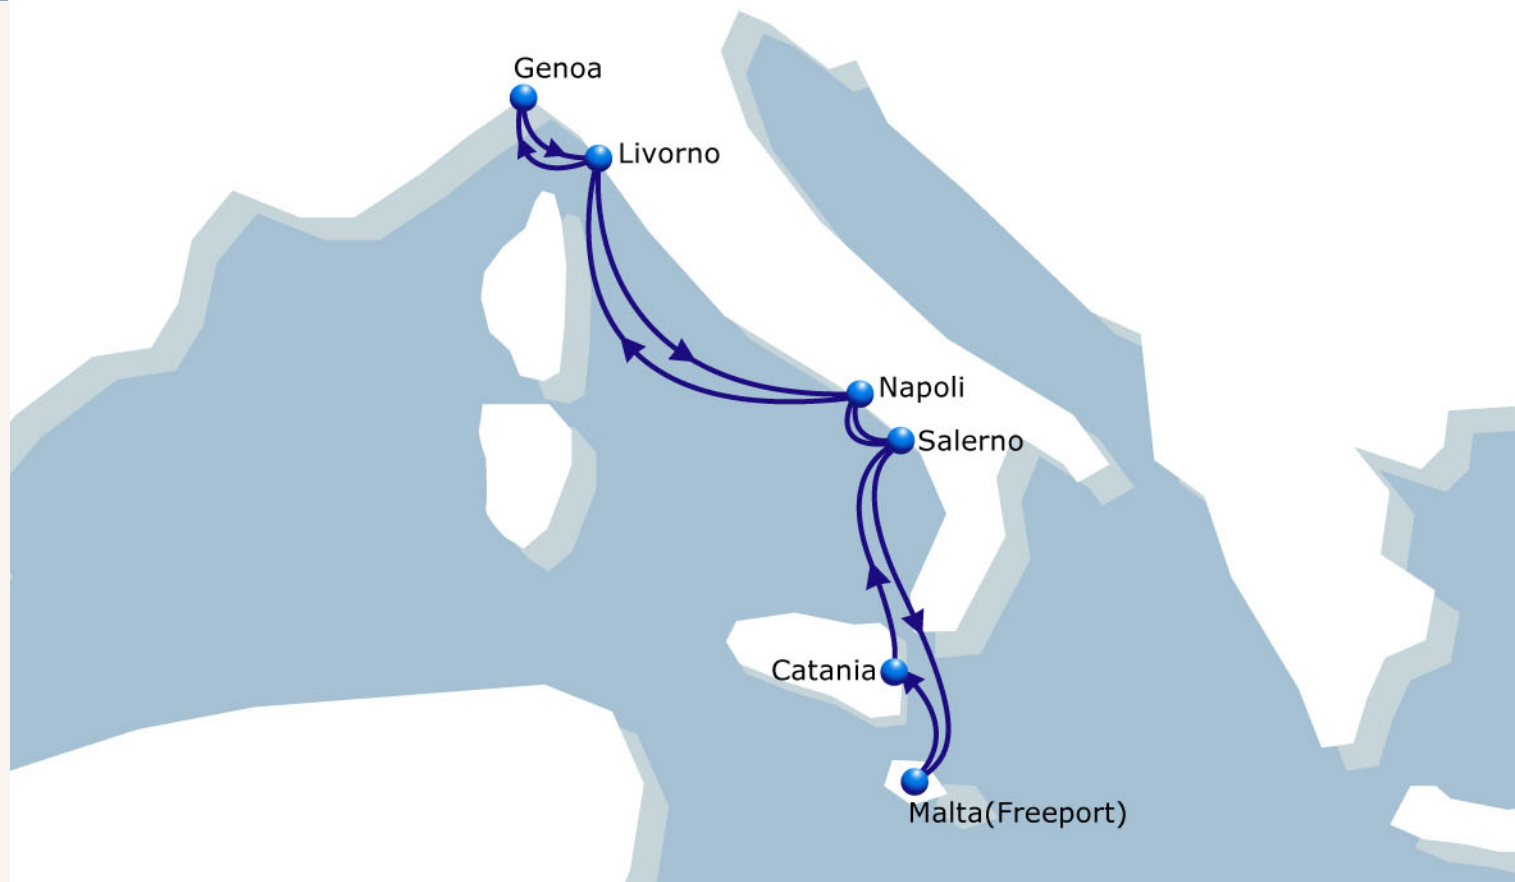 Genoa
Livorno
Napoli
Salerno
Catania
Malta(Freeport)